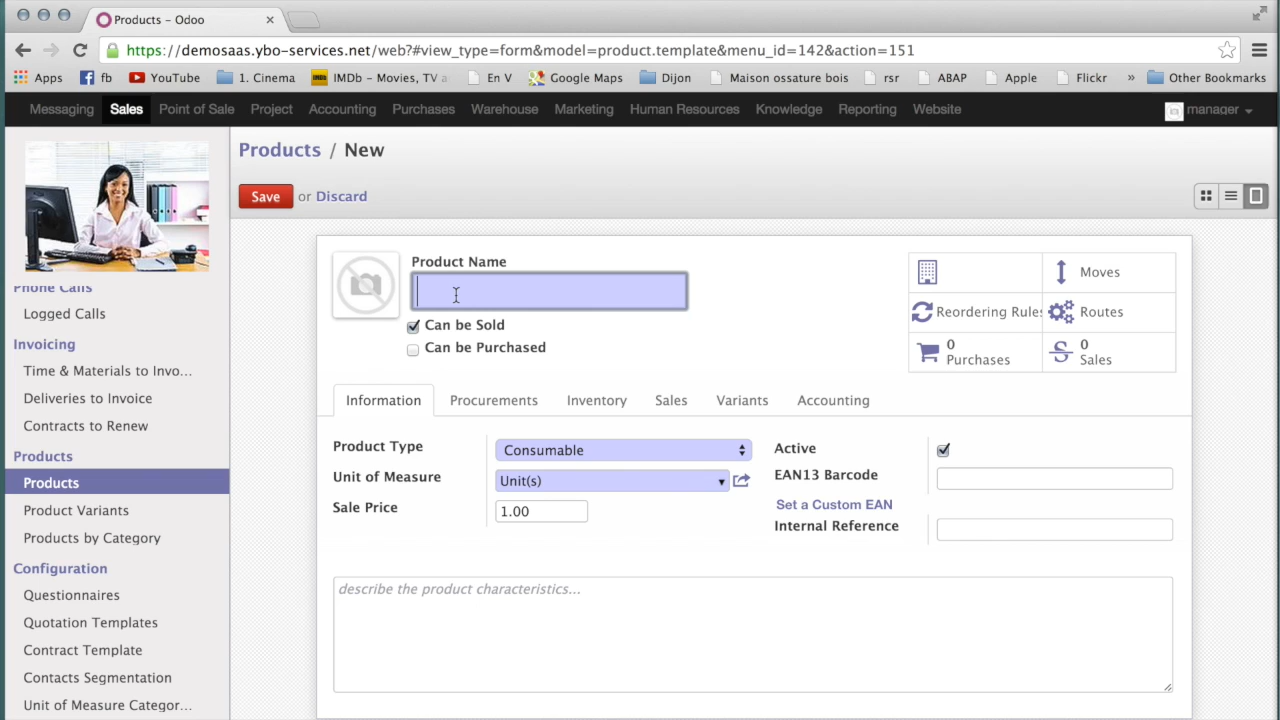 Products – Odoo
https://demosaas.ybo-services.net/web?#view_type=form&model=product.template&menu_id=142&action=151
Apps fb YouTube 1. Cinema IMDb - Movies, TV a En V Google Maps Dijon Maison ossature bois rsr ABAP Apple Flickr » Other Bookmarks
Messaging Sales Point of Sale Project Accounting Purchases Warehouse Marketing Human Resources Knowledge Reporting Website manager
Products / New
Save or Discard
Phone Calls
Logged Calls
Invoicing
Time & Materials to Invo...
Deliveries to Invoice
Contracts to Renew
Products
Products
Product Variants
Products by Category
Configuration
Questionnaires
Quotation Templates
Contract Template
Contacts Segmentation
Unit of Measure Categor...
Product Name
Can be Sold
Can be Purchased
Moves
Reordering Rules
Routes
0
Purchases
0
Sales
Information Procurements Inventory Sales Variants Accounting
Product Type Consumable
Unit of Measure Unit(s)
Sale Price 1.00
Active
EAN13 Barcode
Set a Custom EAN
Internal Reference
describe the product characteristics...